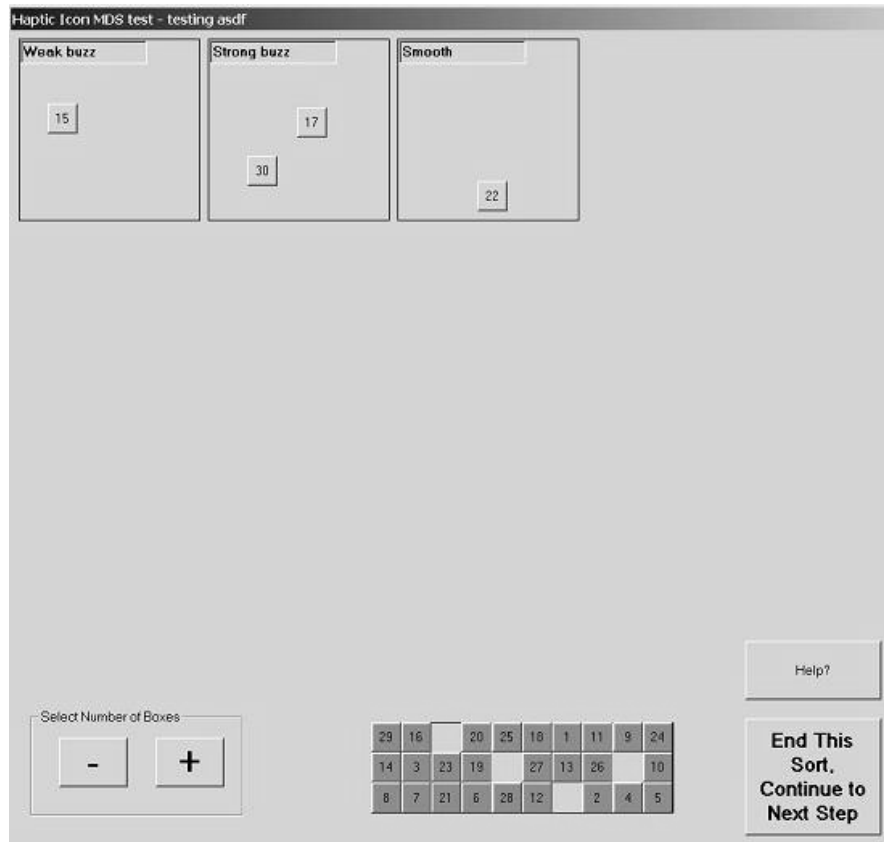 Haptic Icon MDS test - testing asdf
Weak buzz
Strong buzz
Smooth
15
17
30
22
Help?
Select Number of Boxes
- +
29 16 20 25 18 1 11 9 24
14 3 23 19 27 13 26 10
8 7 21 6 28 12 2 4 5
End This
Sort,
Continue to
Next Step